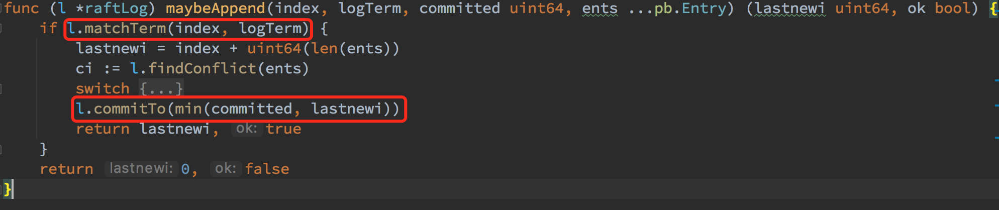 func (l *raftLog) maybeAppend(index, logTerm, committed uint64, ents ...pb.Entry) (lastnewi uint64, ok bool) {
    if l.matchTerm(index, logTerm) {
        lastnewi = index + uint64(len(ents))
        ci := l.findConflict(ents)
        switch {...}
        l.commitTo(min(committed, lastnewi))
        return lastnewi, ok: true
    }
    return lastnewi: 0, ok: false
}